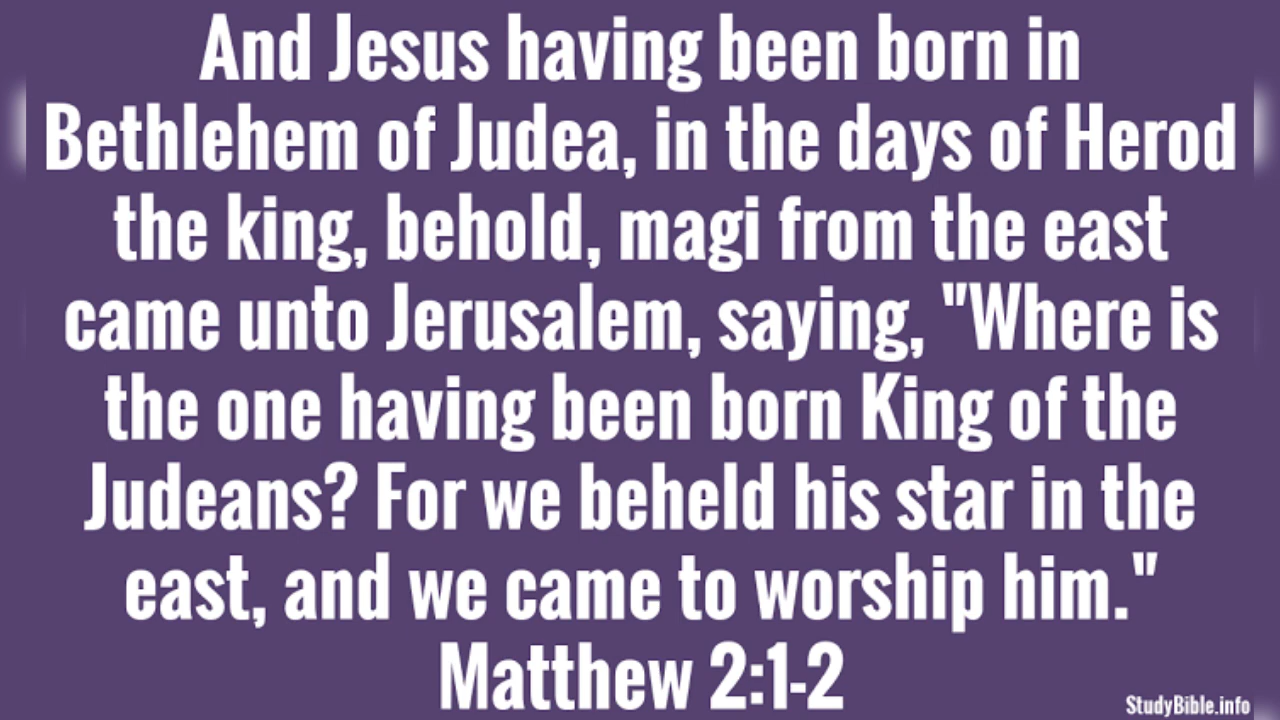 And Jesus having been born in
Bethlehem of Judea, in the days of Herod
the king, behold, magi from the east
came unto Jerusalem, saying, "Where is
the one having been born King of the
Judeans? For we beheld his star in the
east, and we came to worship him."
Matthew 2:1-2
StudyBible.info